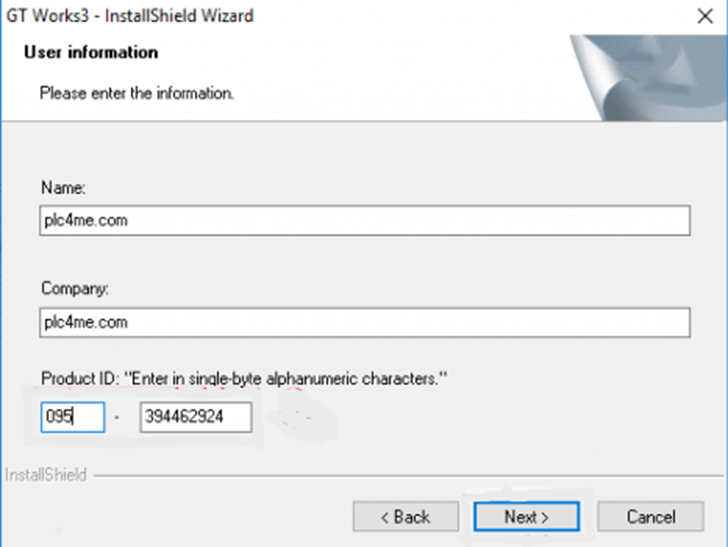 GT Works3 - InstallShield Wizard
User information
Please enter the information.
Name:
plc4me.com
Company:
plc4me.com
Product ID: "Enter in single-byte alphanumeric characters."
095 - 394462924
InstallShield
< Back Next > Cancel